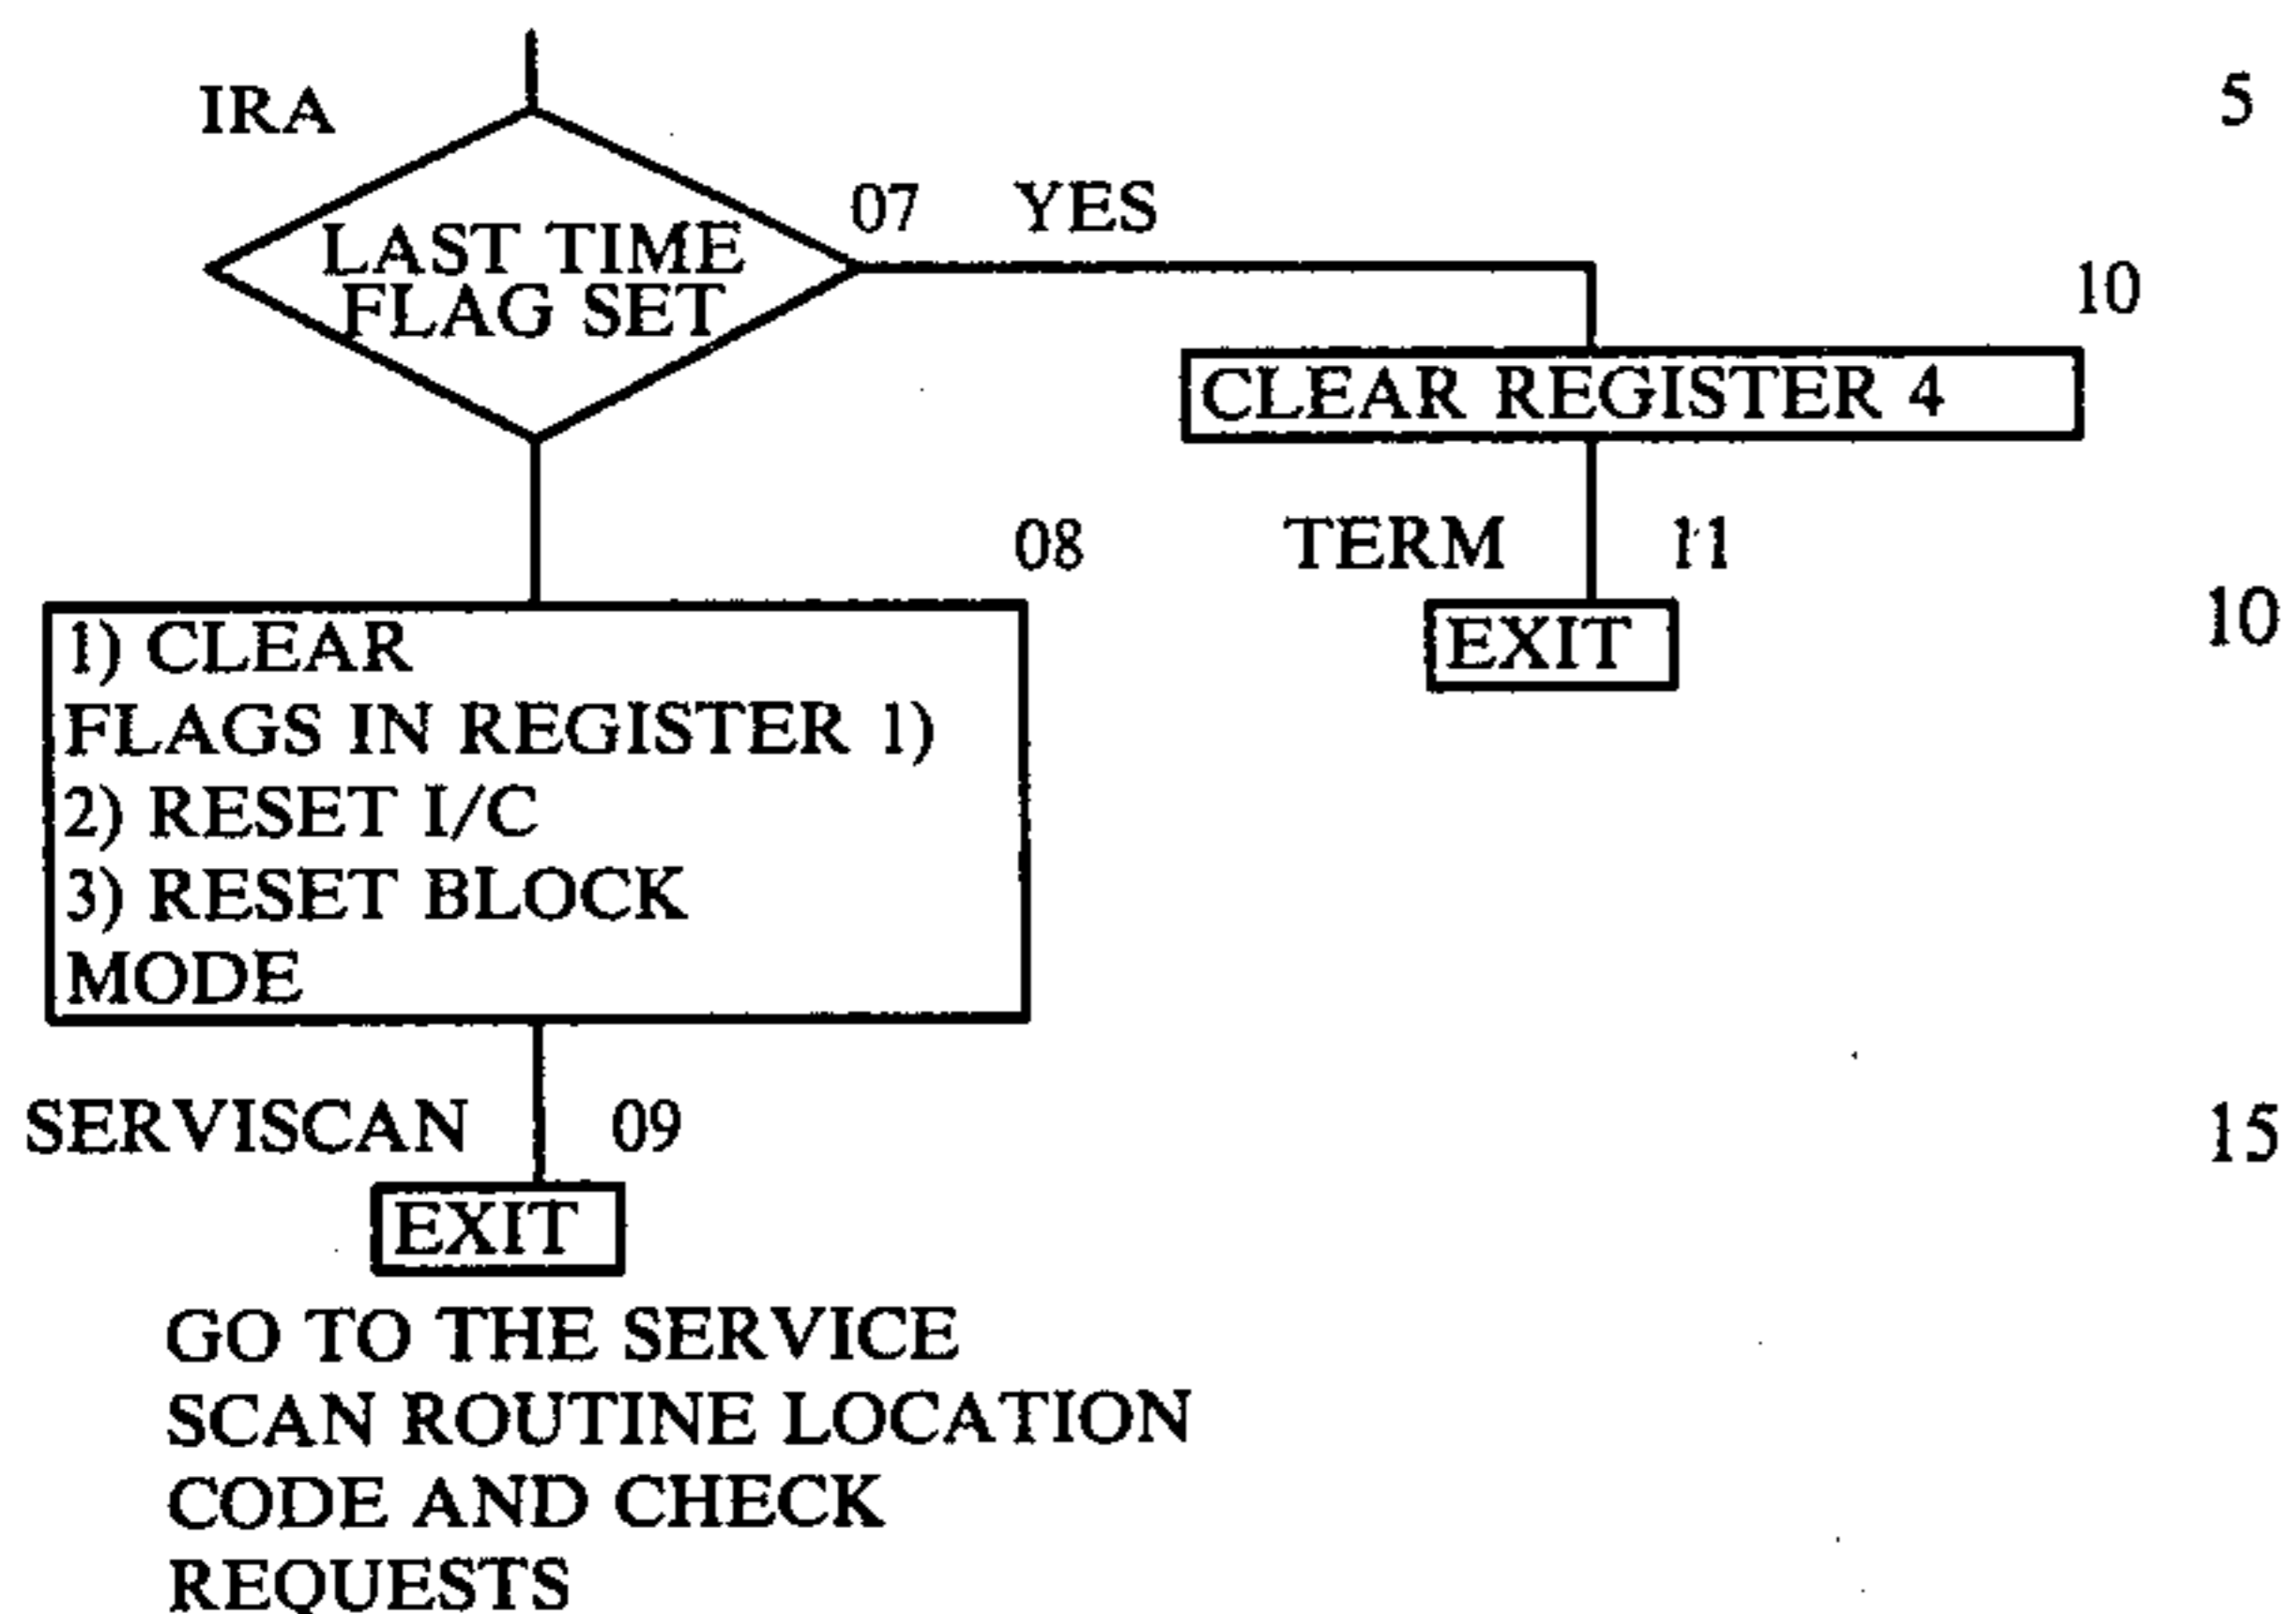 IRA
5
07 YES
LAST TIME
FLAG SET
10
CLEAR REGISTER 4
08
TERM 11
10
EXIT
1) CLEAR
FLAGS IN REGISTER 1)
2) RESET I/C
3) RESET BLOCK
MODE
SERVISCAN 09
15
EXIT
GO TO THE SERVICE
SCAN ROUTINE LOCATION
CODE AND CHECK
REQUESTS